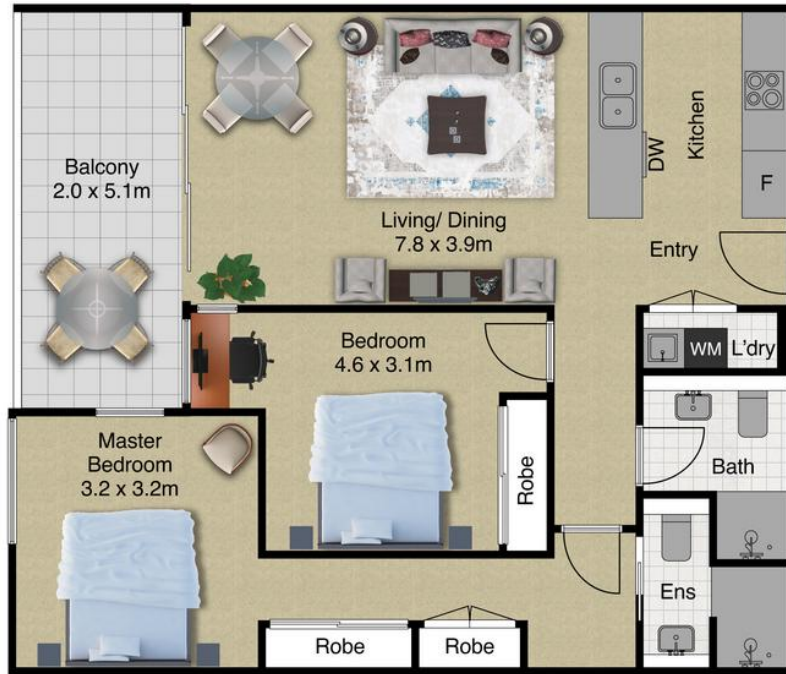 Balcony
2.0 x 5.1m
Living/ Dining
7.8 x 3.9m
DW
Kitchen
F
Entry
WM
L'dry
Bedroom
4.6 x 3.1m
Robe
Bath
Master
Bedroom
3.2 x 3.2m
Ens
Robe
Robe